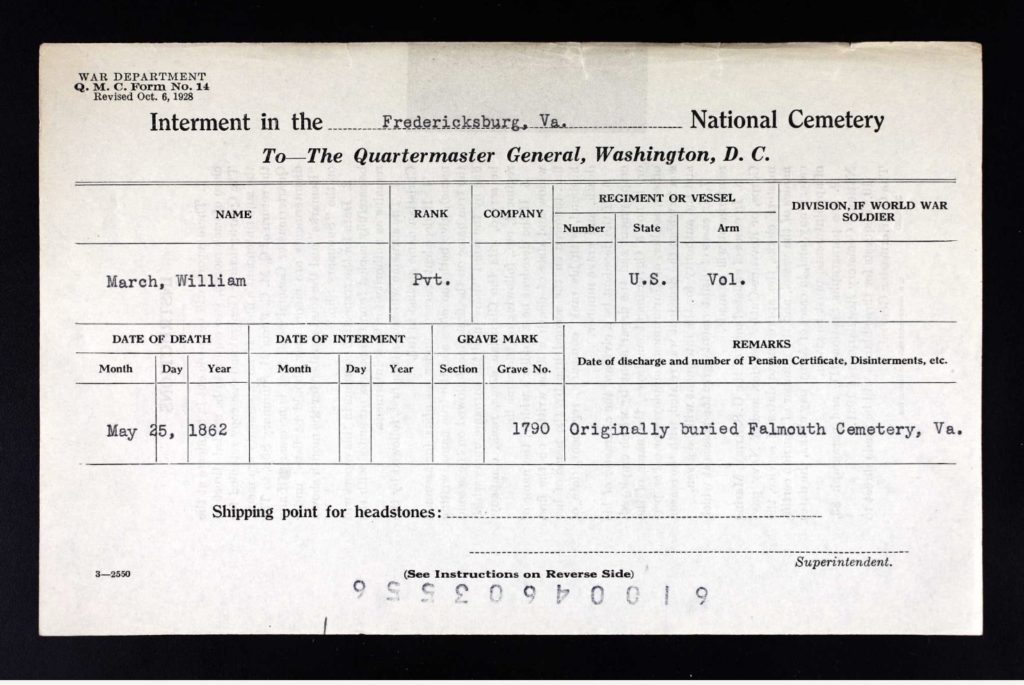 WAR DEPARTMENT
Q. M. C. Form No. 14
Revised Oct. 6, 1928
Interment in the Fredericksburg, Va. National Cemetery
To—The Quartermaster General, Washington, D. C.
NAME RANK COMPANY REGIMENT OR VESSEL DIVISION, IF WORLD WAR SOLDIER
Number State Arm
March, William Pvt. U.S. Vol.
DATE OF DEATH DATE OF INTERMENT GRAVE MARK REMARKS
Date of discharge and number of Pension Certificate, Disinterments, etc.
Month Day Year Month Day Year Section Grave No.
May 25, 1862 1790 Originally buried Falmouth Cemetery, Va.
Shipping point for headstones:
Superintendent.
3—2550
(See Instructions on Reverse Side)